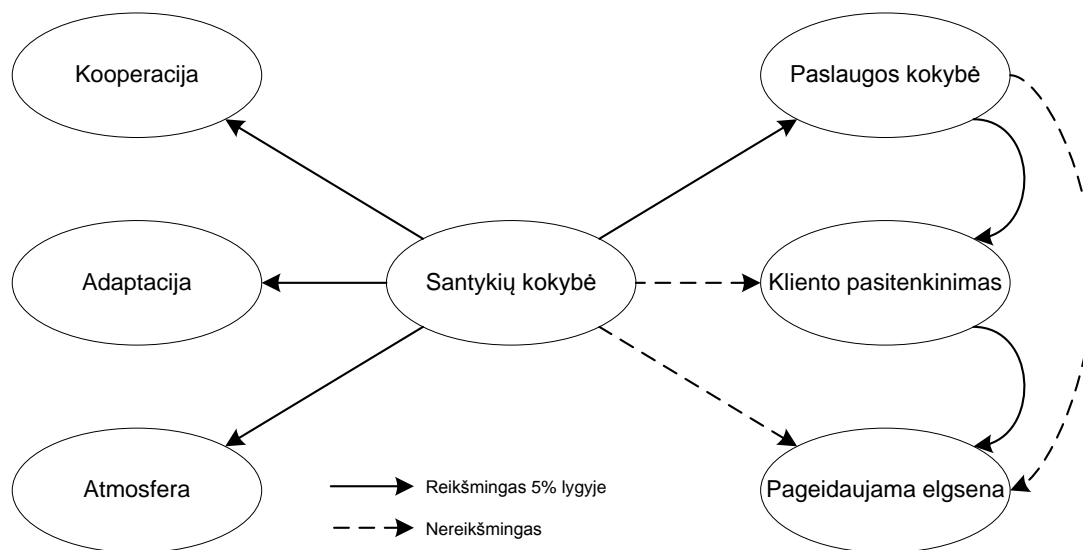 Kooperacija
Paslaugos kokybė
Adaptacija
Santykių kokybė
Kliento pasitenkinimas
Atmosfera
Pageidaujama elgsena
Reikšmingas 5% lygyje
Nereikšmingas